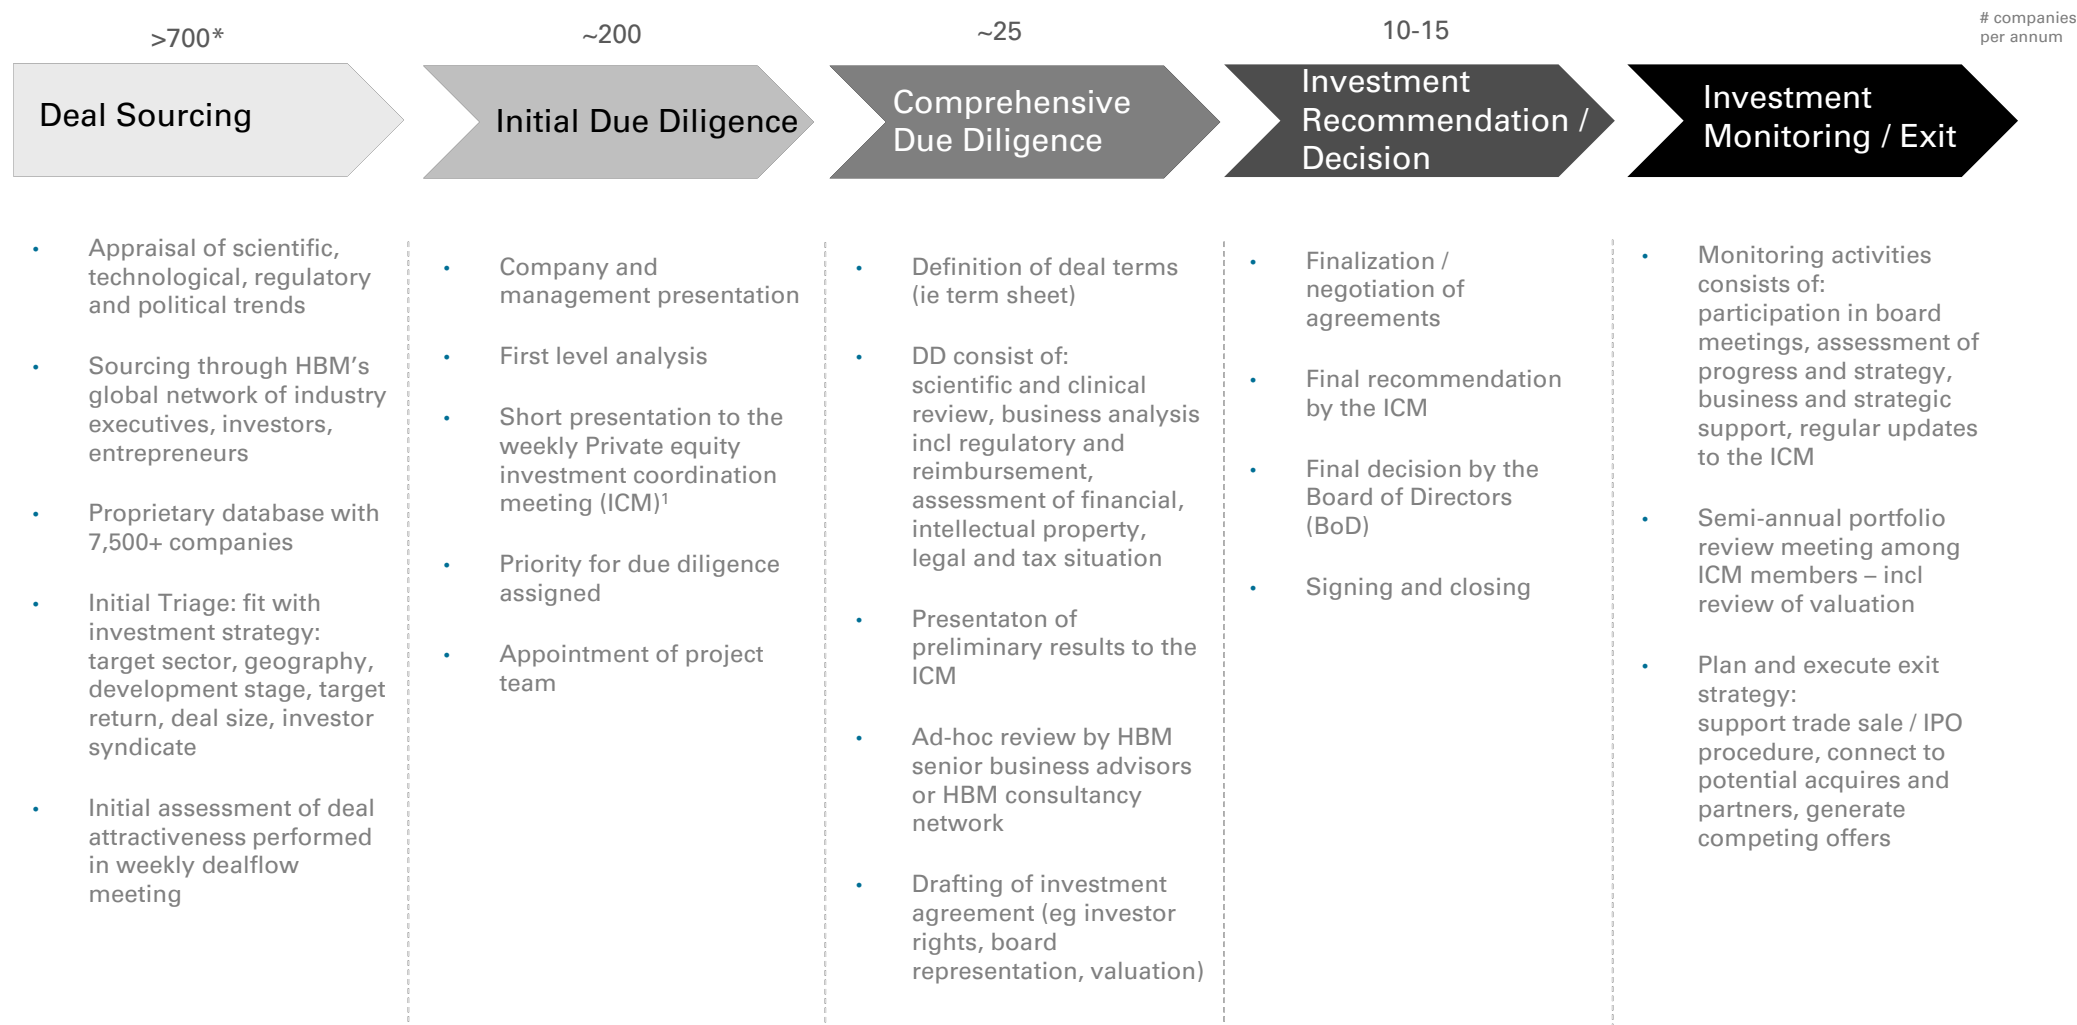 >700*
~200
~25
10-15
# companies
per annum
Deal Sourcing
Initial Due Diligence
Comprehensive
Due Diligence
Investment
Recommendation /
Decision
Investment
Monitoring / Exit
• Appraisal of scientific,
technological, regulatory
and political trends
• Sourcing through HBM’s
global network of industry
executives, investors,
entrepreneurs
• Proprietary database with
7,500+ companies
• Initial Triage: fit with
investment strategy:
target sector, geography,
development stage, target
return, deal size, investor
syndicate
• Initial assessment of deal
attractiveness performed
in weekly dealflow
meeting
• Company and
management presentation
• First level analysis
• Short presentation to the
weekly Private equity
investment coordination
meeting (ICM)¹
• Priority for due diligence
assigned
• Appointment of project
team
• Definition of deal terms
(ie term sheet)
• DD consist of:
scientific and clinical
review, business analysis
incl regulatory and
reimbursement,
assessment of financial,
intellectual property,
legal and tax situation
• Presentaton of
preliminary results to the
ICM
• Ad-hoc review by HBM
senior business advisors
or HBM consultancy
network
• Drafting of investment
agreement (eg investor
rights, board
representation, valuation)
• Finalization /
negotiation of
agreements
• Final recommendation
by the ICM
• Final decision by the
Board of Directors
(BoD)
• Signing and closing
• Monitoring activities
consists of:
participation in board
meetings, assessment of
progress and strategy,
business and strategic
support, regular updates
to the ICM
• Semi-annual portfolio
review meeting among
ICM members – incl
review of valuation
• Plan and execute exit
strategy:
support trade sale / IPO
procedure, connect to
potential acquires and
partners, generate
competing offers